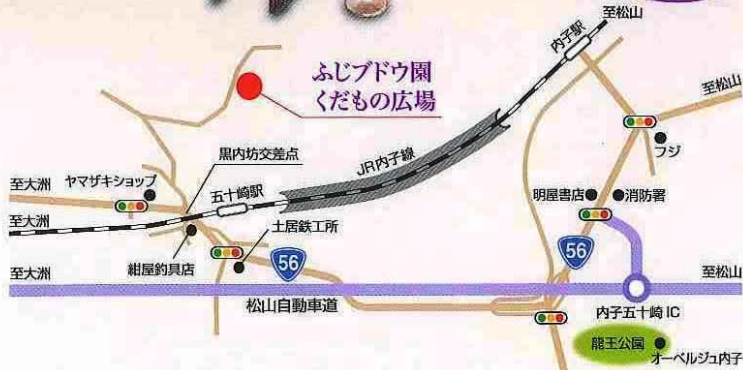 至松山
内子駅
ふじブドウ園
くだもの広場
至松山
黒内坊交差点
JR内子線
フジ
至大洲
ヤマザキショップ
五十崎駅
明屋書店
消防署
至大洲
土居鉄工所
紺屋釣具店
56
56
至大洲
至松山
松山自動車道
内子五十崎IC
龍王公園
オーベルジュ内子